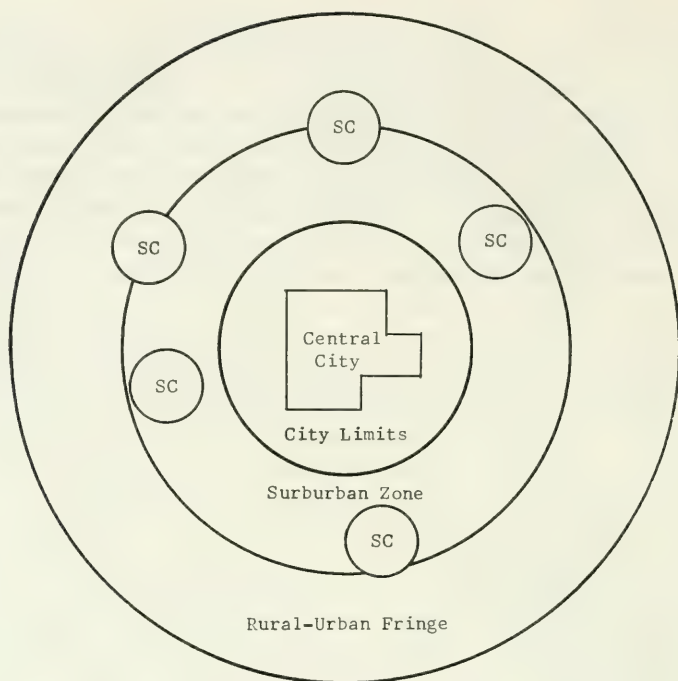 SC
SC
SC
Central
City
SC
City Limits
Surburban Zone
SC
Rural-Urban Fringe